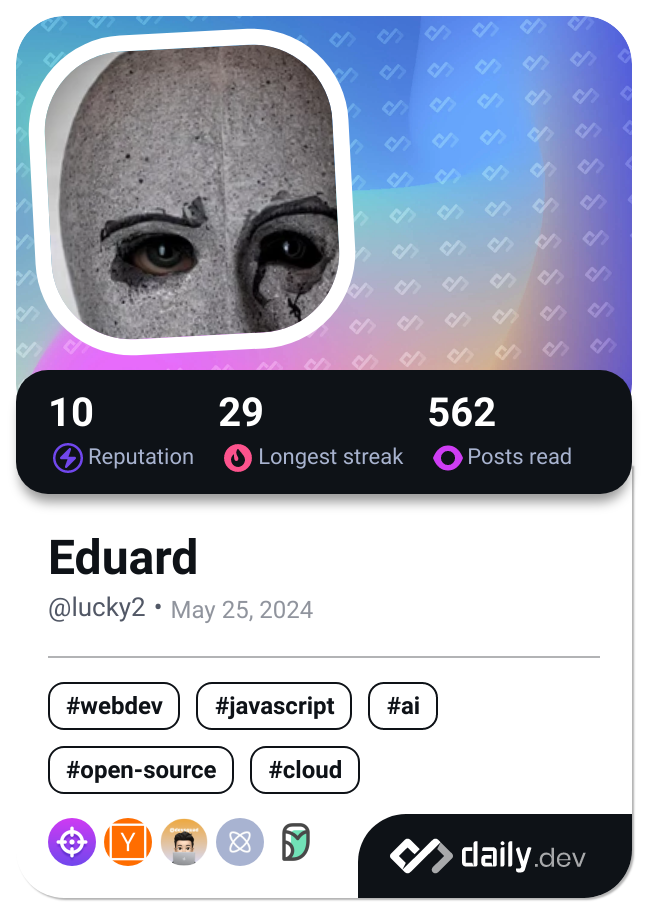 10 29 562
Reputation Longest streak Posts read
Eduard
@lucky2 • May 25, 2024
#webdev #javascript #ai
#open-source #cloud
Y
daily.dev